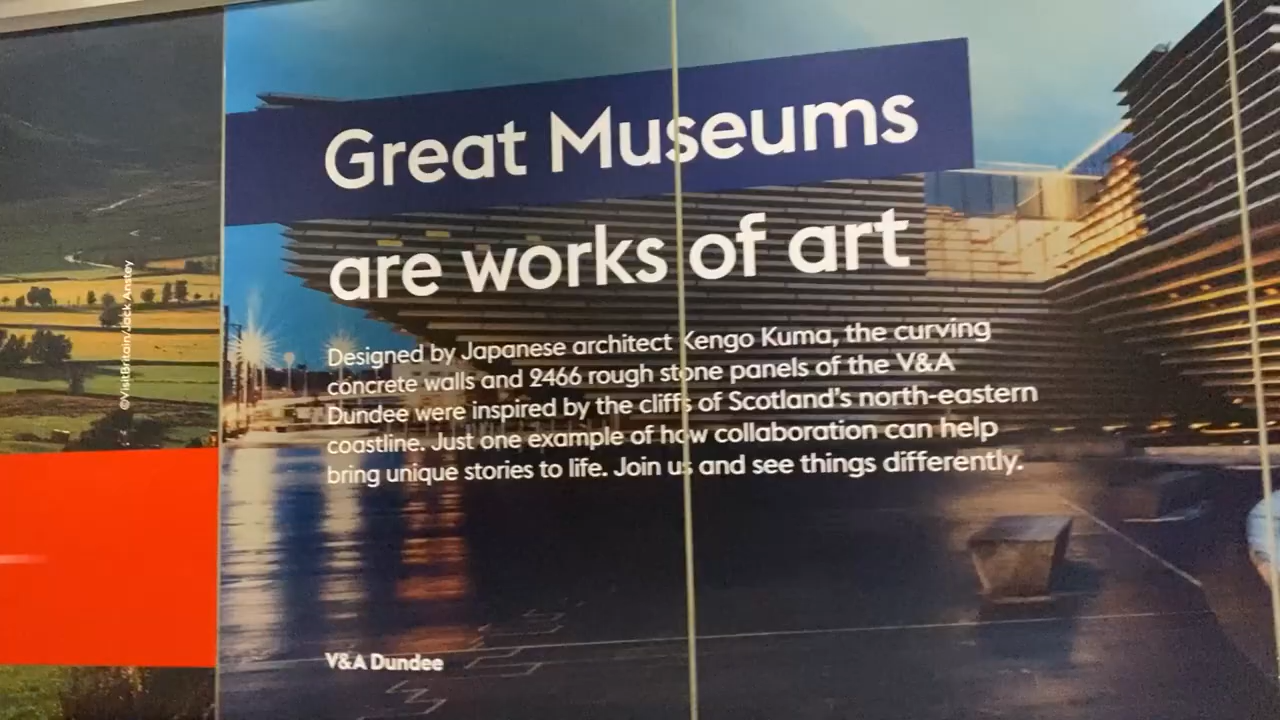 Great Museums
are works of art
Designed by Japanese architect Kengo Kuma, the curving
concrete walls and 2466 rough stone panels of the V&A
Dundee were inspired by the cliffs of Scotland's north-eastern
coastline. Just one example of how collaboration can help
bring unique stories to life. Join us and see things differently.
V&A Dundee
©VisitBritain/Jack Anstey